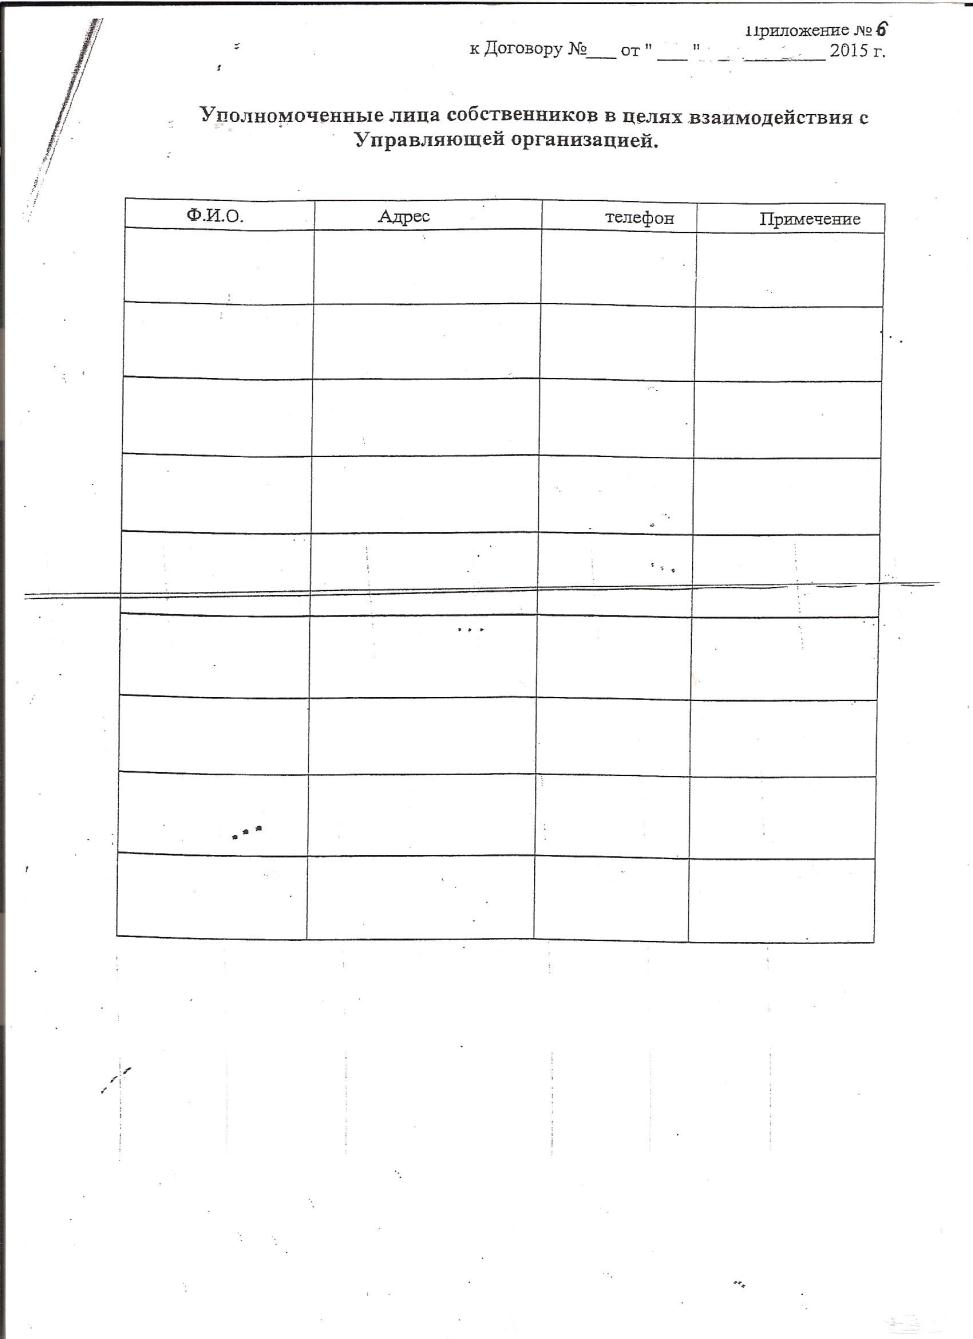 Приложение № 6
к Договору №___ от " ___ " _ _________ 2015 г.
Уполномоченные лица собственников в целях взаимодействия с
Управляющей организацией.
Ф.И.О. Адрес телефон Примечение